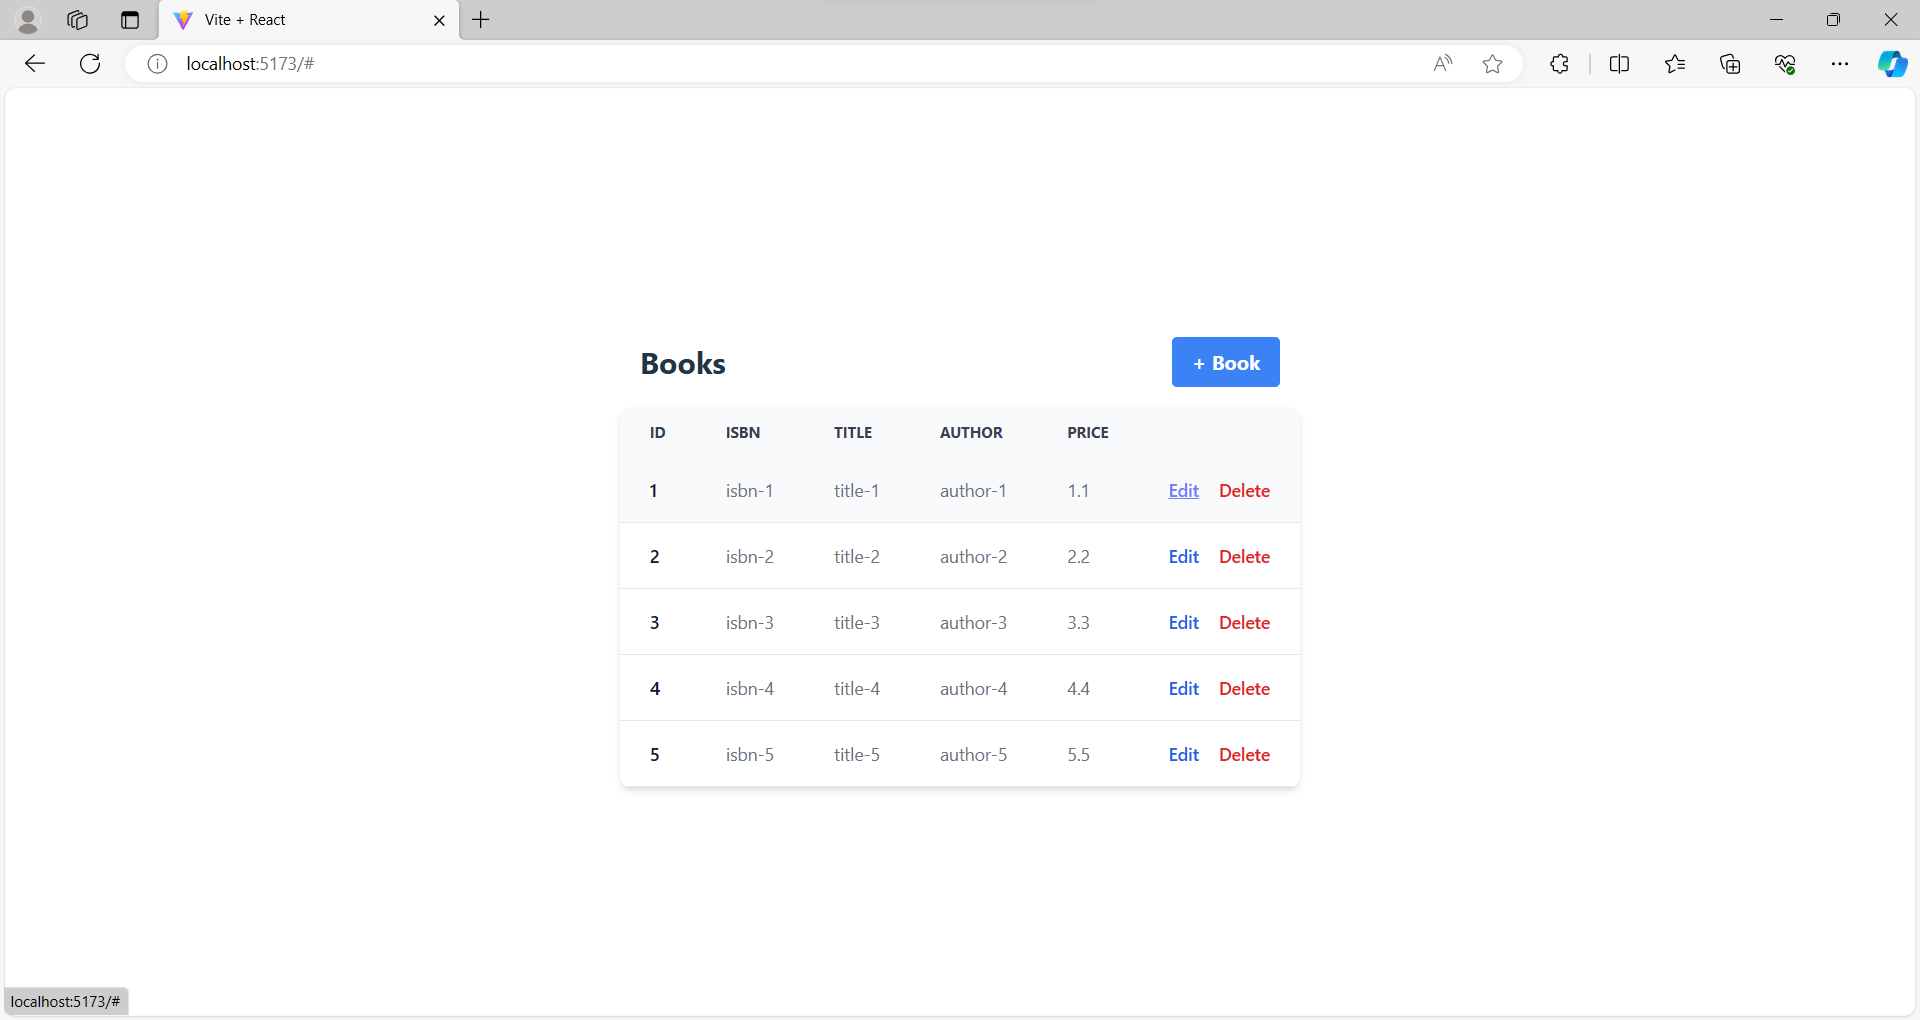 Vite + React
localhost:5173/#
Books
+ Book
ID ISBN TITLE AUTHOR PRICE
1 isbn-1 title-1 author-1 1.1 Edit Delete
2 isbn-2 title-2 author-2 2.2 Edit Delete
3 isbn-3 title-3 author-3 3.3 Edit Delete
4 isbn-4 title-4 author-4 4.4 Edit Delete
5 isbn-5 title-5 author-5 5.5 Edit Delete
localhost:5173/#